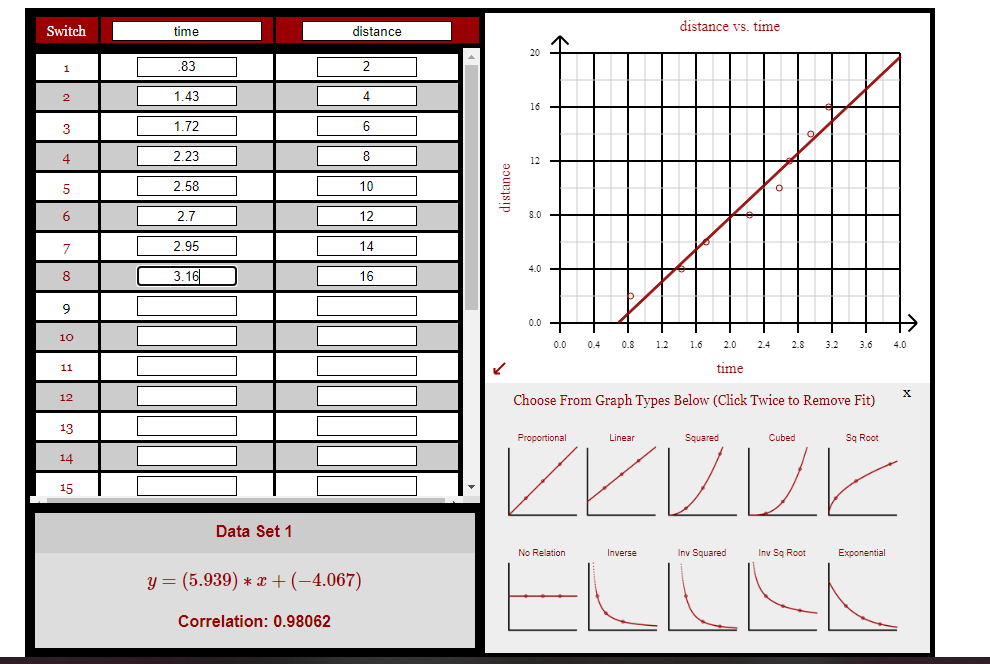 Switch time distance
1 .83 2
2 1.43 4
3 1.72 6
4 2.23 8
5 2.58 10
6 2.7 12
7 2.95 14
8 3.16 16
9
10
11
12
13
14
15
Data Set 1
y = (5.939) ∗ x + (−4.067)
Correlation: 0.98062
distance vs. time
20
16
12
8.0
4.0
0.0
distance
0.0 0.4 0.8 1.2 1.6 2.0 2.4 2.8 3.2 3.6 4.0
time
x
Choose From Graph Types Below (Click Twice to Remove Fit)
Proportional Linear Squared Cubed Sq Root
No Relation Inverse Inv Squared Inv Sq Root Exponential